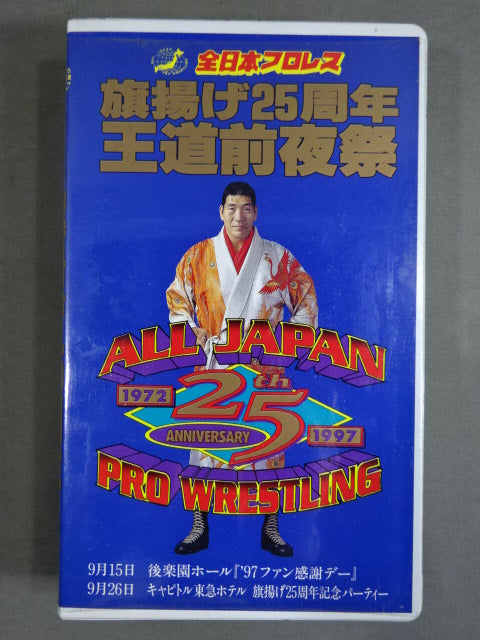 全日本プロレス
旗揚げ25周年
王道前夜祭
ALL JAPAN
1972 25th ANNIVERSARY 1997
PRO WRESTLING
9月15日 後楽園ホール『'97ファン感謝デー』
9月26日 キャピトル東急ホテル 旗揚げ25周年記念パーティー